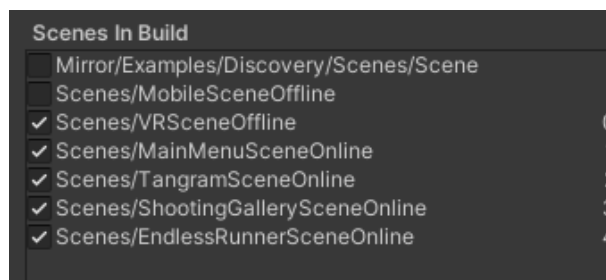 Scenes In Build
Mirror/Examples/Discovery/Scenes/Scene
Scenes/MobileSceneOffline
Scenes/VRSceneOffline
Scenes/MainMenuSceneOnline
Scenes/TangramSceneOnline
Scenes/ShootingGallerySceneOnline
Scenes/EndlessRunnerSceneOnline